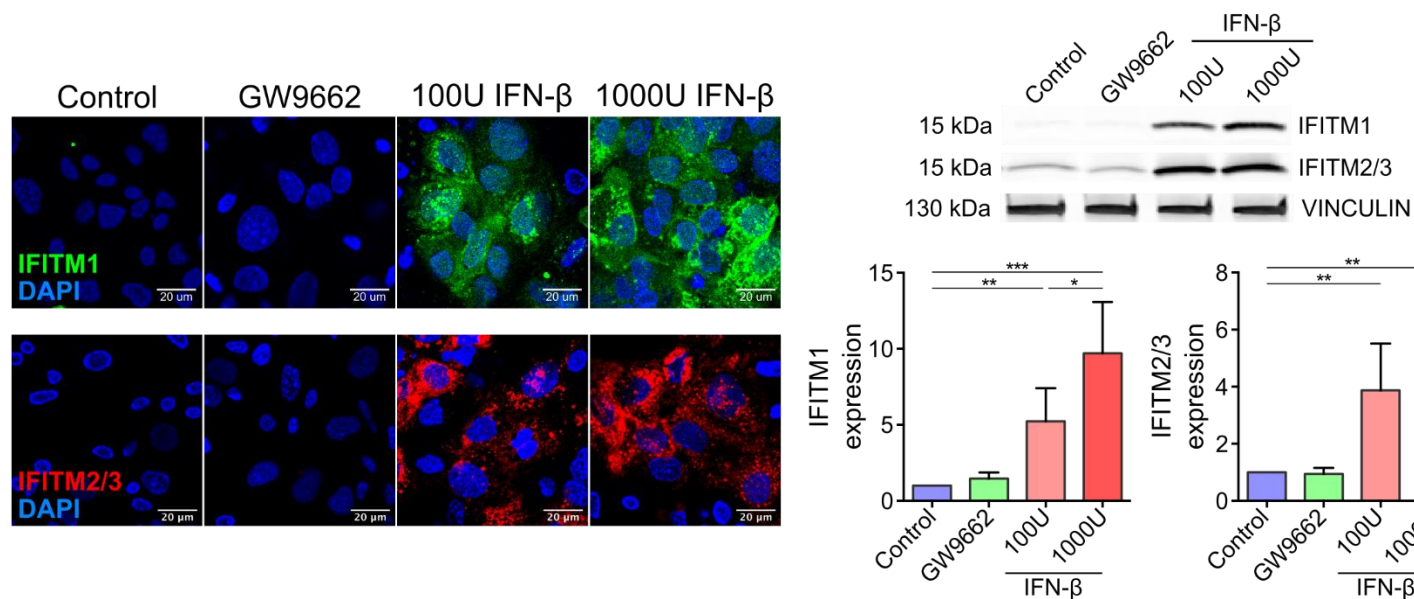 Control GW9662 100U IFN-β 1000U IFN-β
IFITM1
DAPI
20 um 20 um 20 um 20 um
IFITM2/3
DAPI
20 µm 20 µm 20 µm 20 µm
IFN-β
Control GW9662 100U 1000U
15 kDa IFITM1
15 kDa IFITM2/3
130 kDa VINCULIN
IFITM1
expression
15
10
5
0
***
** *
Control GW9662 100U 1000U
IFN-β
IFITM2/3
expression
8
6
4
2
0
**
**
Control GW9662 100U
IFN-β